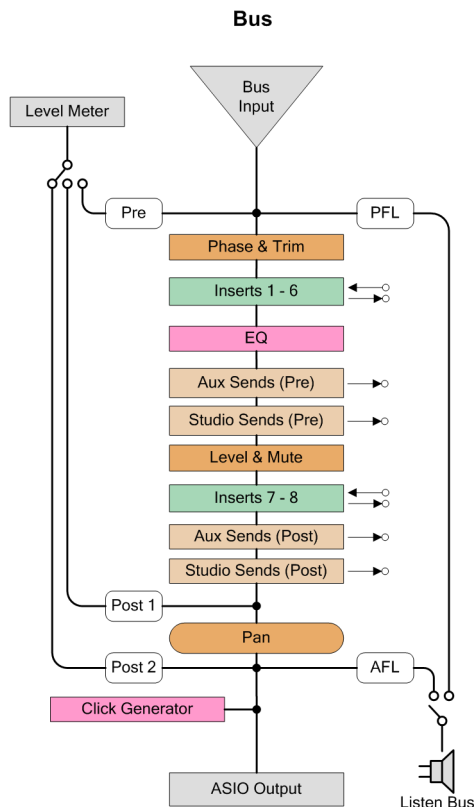 Bus
Bus
Input
Level Meter
Pre
PFL
Phase & Trim
Inserts 1 - 6
EQ
Aux Sends (Pre)
Studio Sends (Pre)
Level & Mute
Inserts 7 - 8
Aux Sends (Post)
Studio Sends (Post)
Post 1
Pan
Post 2
AFL
Click Generator
ASIO Output
Listen Bus